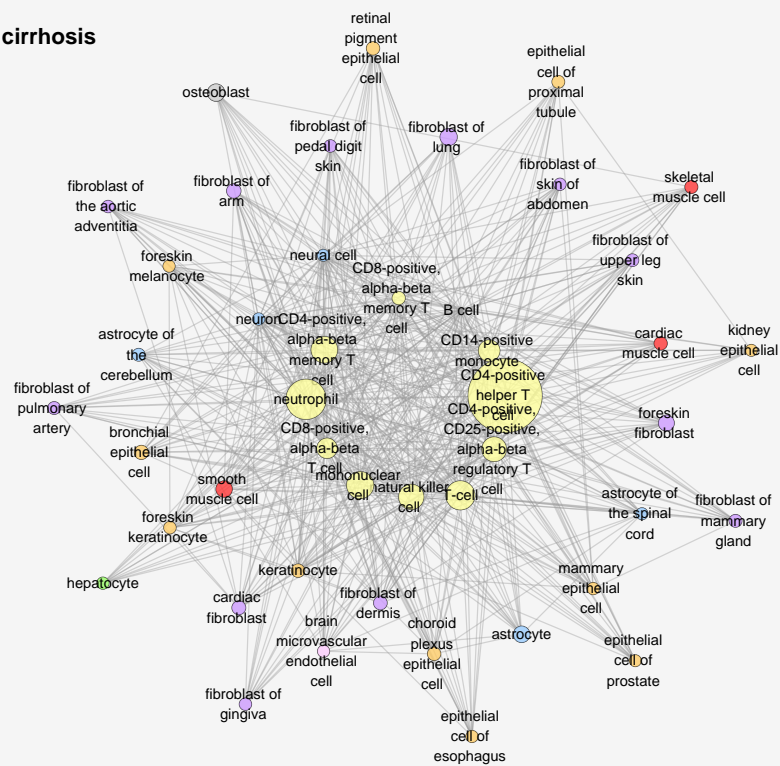 cirrhosis
retinal
pigment
epithelial
cell
epithelial
cell of
proximal
tubule
osteoblast
fibroblast of
pedal digit
skin
fibroblast of
lung
fibroblast of
skin of
abdomen
skeletal
muscle cell
fibroblast of
arm
fibroblast of
the aortic
adventitia
fibroblast of
upper leg
skin
foreskin
melanocyte
neural cell
CD8-positive,
alpha-beta
memory T
cell
B cell
neuron
CD4-positive,
alpha-beta
memory T
cell
CD14-positive
monocyte
cardiac
muscle cell
kidney
epithelial
cell
astrocyte of
the
cerebellum
CD4-positive
helper T
cell
neutrophil
fibroblast of
pulmonary
artery
CD4-positive,
CD25-positive,
alpha-beta
regulatory T
cell
foreskin
fibroblast
bronchial
epithelial
cell
CD8-positive,
alpha-beta
T cell
mononuclear
cell
natural killer
cell
T-cell
smooth
muscle cell
foreskin
keratinocyte
astrocyte of
the spinal
cord
fibroblast of
mammary
gland
hepatocyte
keratinocyte
mammary
epithelial
cell
cardiac
fibroblast
fibroblast of
dermis
brain
microvascular
endothelial
cell
choroid
plexus
epithelial
cell
astrocyte
epithelial
cell of
prostate
fibroblast of
gingiva
epithelial
cell of
esophagus